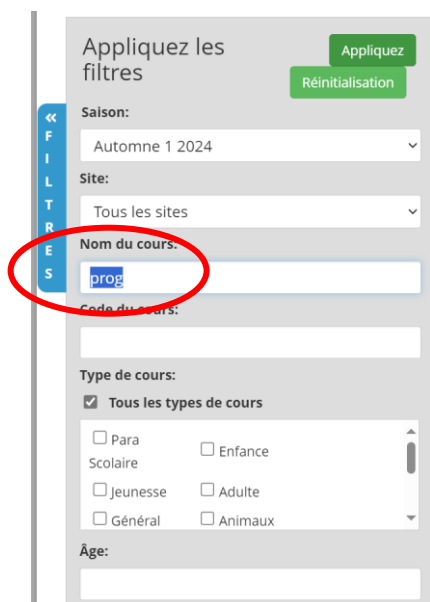 Appliquez les
filtres
Appliquez
Réinitialisation
«
F
I
L
T
R
E
S
Saison:
Automne 1 2024
Site:
Tous les sites
Nom du cours:
prog
Code du cours:
Type de cours:
Tous les types de cours
Para
Scolaire
Enfance
Jeunesse
Adulte
Général
Animaux
Âge: